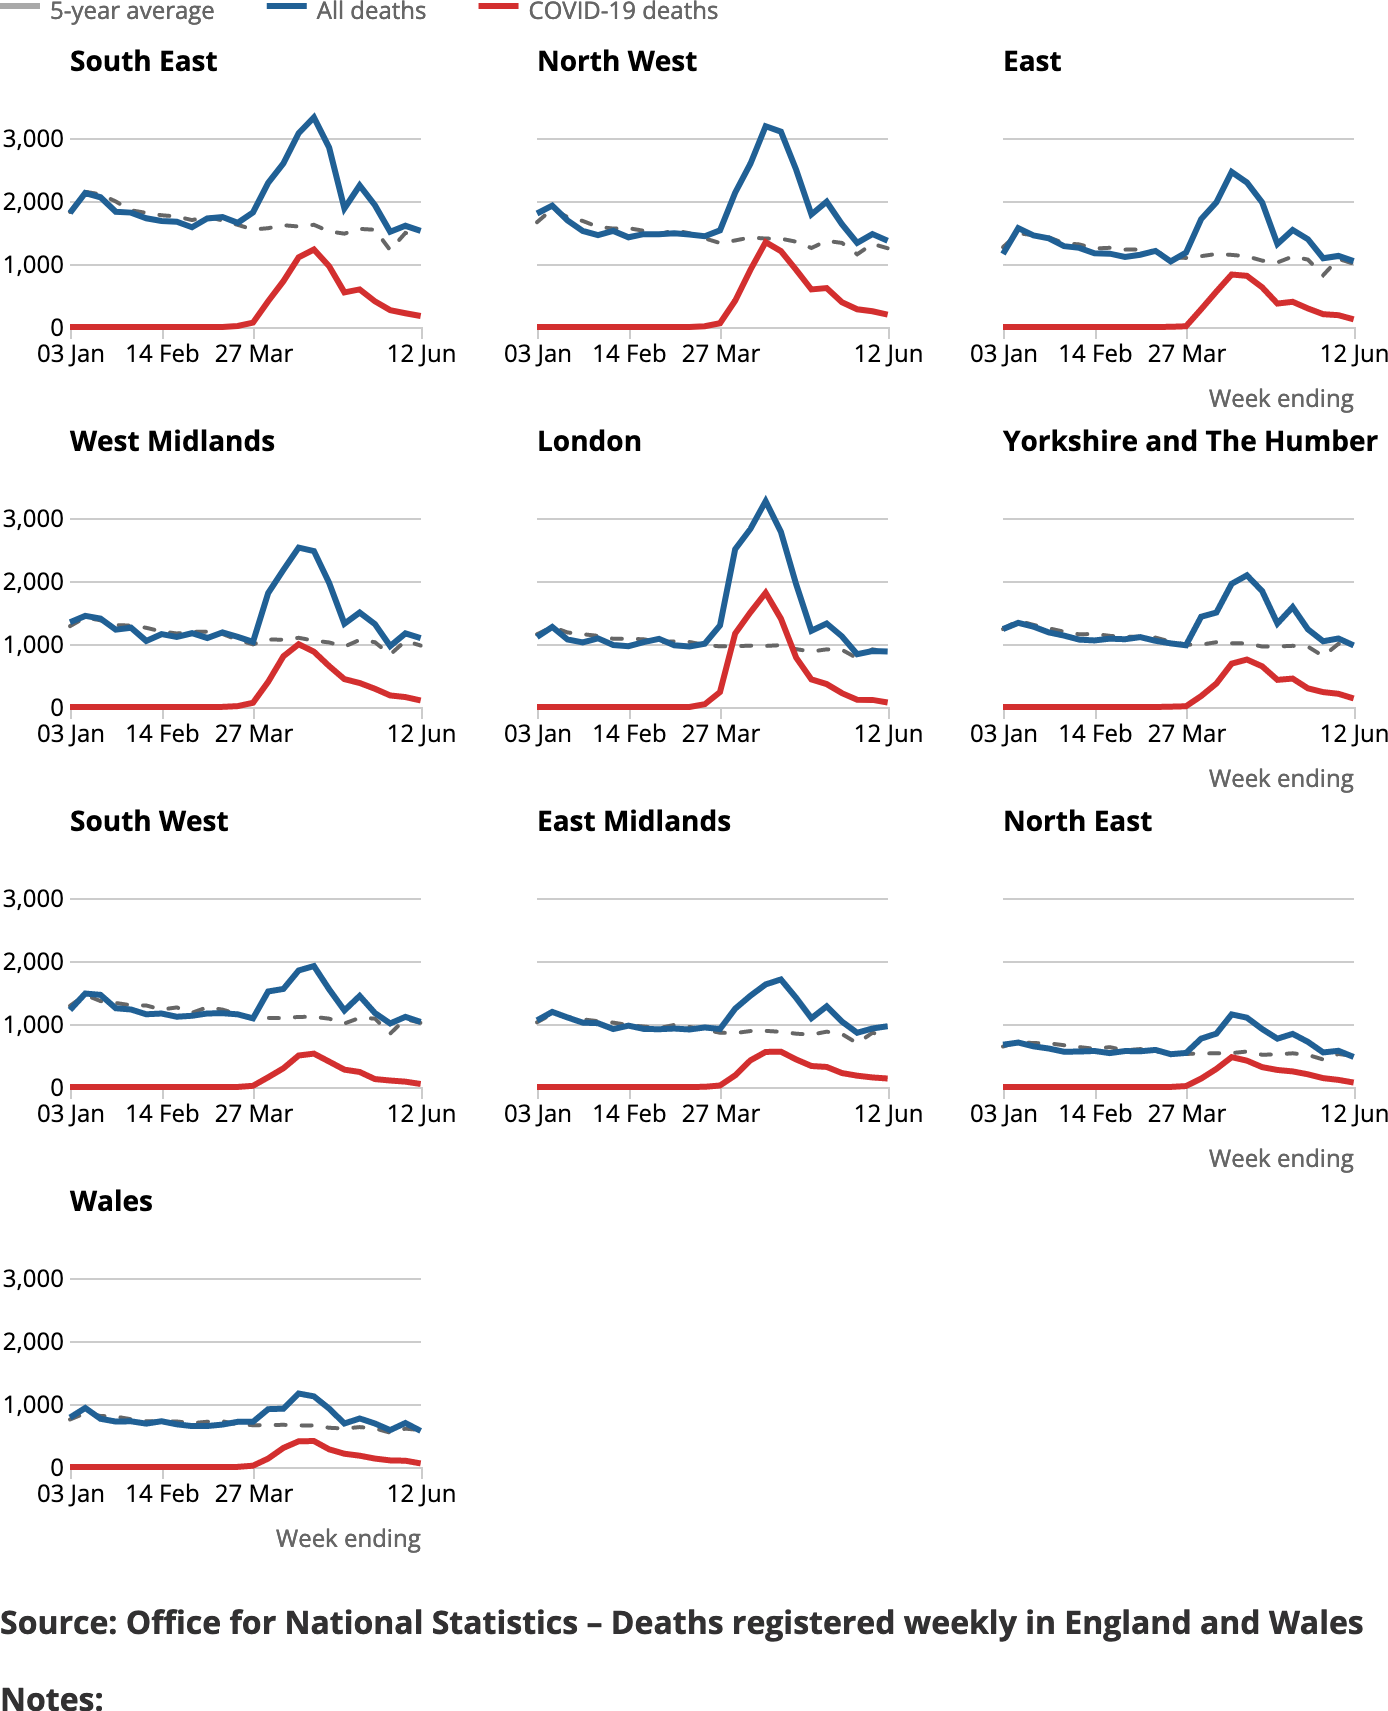 5-year average All deaths COVID-19 deaths
South East North West East
3,000
2,000
1,000
0
03 Jan 14 Feb 27 Mar 12 Jun 03 Jan 14 Feb 27 Mar 12 Jun 03 Jan 14 Feb 27 Mar 12 Jun
Week ending
West Midlands London Yorkshire and The Humber
3,000
2,000
1,000
0
03 Jan 14 Feb 27 Mar 12 Jun 03 Jan 14 Feb 27 Mar 12 Jun 03 Jan 14 Feb 27 Mar 12 Jun
Week ending
South West East Midlands North East
3,000
2,000
1,000
0
03 Jan 14 Feb 27 Mar 12 Jun 03 Jan 14 Feb 27 Mar 12 Jun 03 Jan 14 Feb 27 Mar 12 Jun
Week ending
Wales
3,000
2,000
1,000
0
03 Jan 14 Feb 27 Mar 12 Jun
Week ending
Source: Office for National Statistics – Deaths registered weekly in England and Wales
Notes: